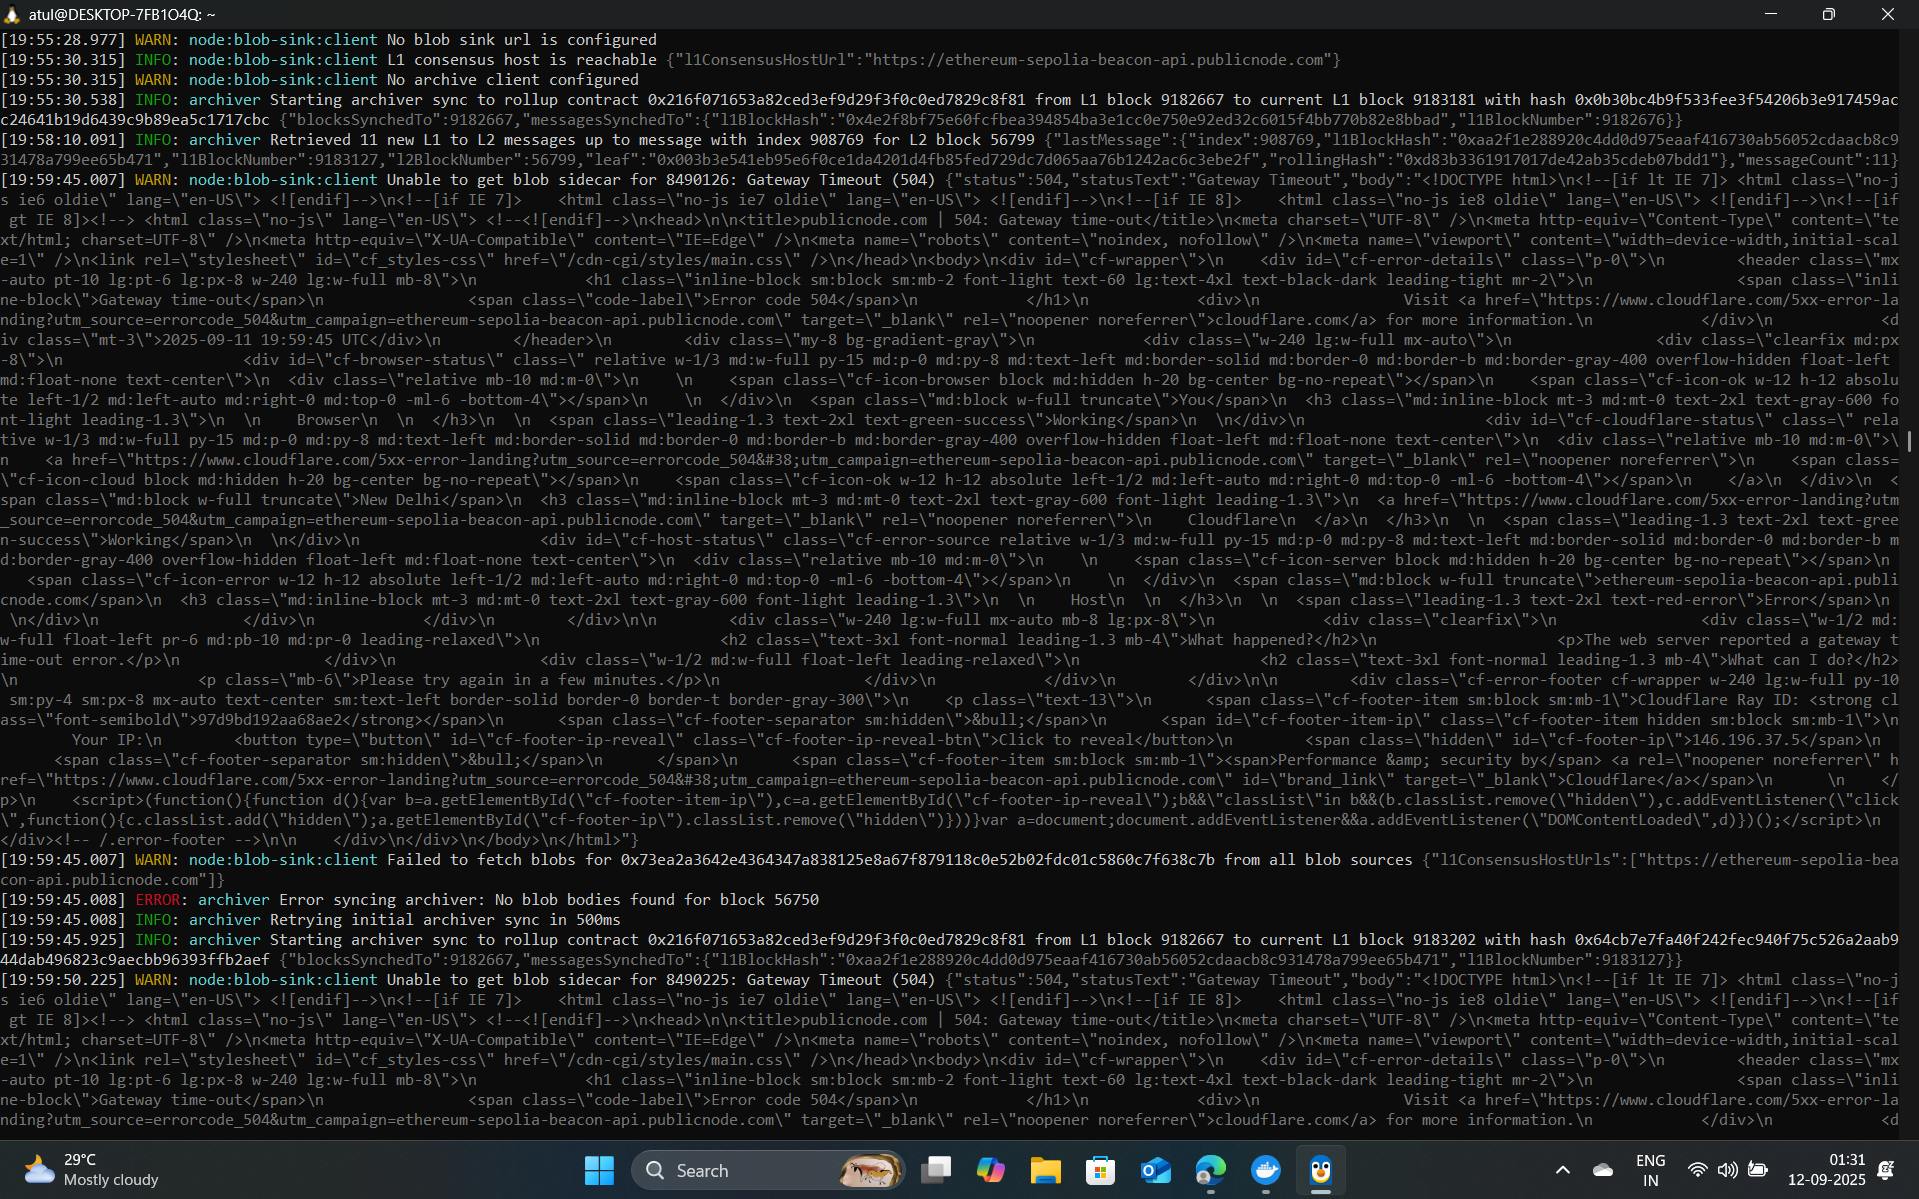 atul@DESKTOP-7FB1O4Q: ~
[19:55:28.977] WARN: node:blob-sink:client No blob sink url is configured
[19:55:30.315] INFO: node:blob-sink:client L1 consensus host is reachable {"l1ConsensusHostUrl":"https://ethereum-sepolia-beacon-api.publicnode.com"}
[19:55:30.315] WARN: node:blob-sink:client No archive client configured
[19:55:30.538] INFO: archiver Starting archiver sync to rollup contract 0x216f071653a82ced3ef9d29f3f0c0ed7829c8f81 from L1 block 9182667 to current L1 block 9183181 with hash 0x0b30bc4b9f533fee3f54206b3e917459ac
c24641b19d6439c9b89ea5c1717cbc {"blocksSynchedTo":9182667,"messagesSynchedTo":{"l1BlockHash":"0x4e2f8bf75e60fcfbea394854ba3e1cc0e750e92ed32c6015f4bb770b82e8bbad","l1BlockNumber":9182676}}
[19:58:10.091] INFO: archiver Retrieved 11 new L1 to L2 messages up to message with index 908769 for L2 block 56799 {"lastMessage":{"index":908769,"l1BlockHash":"0xaa2f1e288920c4dd0d975eaaf416730ab56052cdaacb8c9
31478a799ee65b471","l1BlockNumber":9183127,"l2BlockNumber":56799,"leaf":"0x003b3e541eb95e6f0ce1da4201d4fb85fed729dc7d065aa76b1242ac6c3ebe2f","rollingHash":"0xd83b3361917017de42ab35cdeb07bdd1"},"messageCount":11}
[19:59:45.007] WARN: node:blob-sink:client Unable to get blob sidecar for 8490126: Gateway Timeout (504) {"status":504,"statusText":"Gateway Timeout","body":"<!DOCTYPE html>\n<!--[if lt IE 7]> <html class=\"no-j
s ie6 oldie\" lang=\"en-US\"> <![endif]-->\n<!--[if IE 7]>    <html class=\"no-js ie7 oldie\" lang=\"en-US\"> <![endif]-->\n<!--[if IE 8]>    <html class=\"no-js ie8 oldie\" lang=\"en-US\"> <![endif]-->\n<!--[if
 gt IE 8]><!--> <html class=\"no-js\" lang=\"en-US\"> <!--<![endif]-->\n<head>\n\n<title>publicnode.com | 504: Gateway time-out</title>\n<meta charset=\"UTF-8\" />\n<meta http-equiv=\"Content-Type\" content=\"te
xt/html; charset=UTF-8\" />\n<meta http-equiv=\"X-UA-Compatible\" content=\"IE=Edge\" />\n<meta name=\"robots\" content=\"noindex, nofollow\" />\n<meta name=\"viewport\" content=\"width=device-width,initial-scal
e=1\" />\n<link rel=\"stylesheet\" id=\"cf_styles-css\" href=\"/cdn-cgi/styles/main.css\" />\n</head>\n<body>\n<div id=\"cf-wrapper\">\n    <div id=\"cf-error-details\" class=\"p-0\">\n        <header class=\"mx
-auto pt-10 lg:pt-6 lg:px-8 w-240 lg:w-full mb-8\">\n            <h1 class=\"inline-block sm:block sm:mb-2 font-light text-60 lg:text-4xl text-black-dark leading-tight mr-2\">\n                <span class=\"inli
ne-block\">Gateway time-out</span>\n                <span class=\"code-label\">Error code 504</span>\n            </h1>\n            <div>\n                Visit <a href=\"https://www.cloudflare.com/5xx-error-la
nding?utm_source=errorcode_504&utm_campaign=ethereum-sepolia-beacon-api.publicnode.com\" target=\"_blank\" rel=\"noopener noreferrer\">cloudflare.com</a> for more information.\n            </div>\n            <d
iv class=\"mt-3\">2025-09-11 19:59:45 UTC</div>\n        </header>\n        <div class=\"my-8 bg-gradient-gray\">\n            <div class=\"w-240 lg:w-full mx-auto\">\n                <div class=\"clearfix md:px
-8\">\n                    <div id=\"cf-browser-status\" class=\" relative w-1/3 md:w-full py-15 md:p-0 md:py-8 md:text-left md:border-solid md:border-0 md:border-b md:border-gray-400 overflow-hidden float-left
md:float-none text-center\">\n  <div class=\"relative mb-10 md:m-0\">\n    \n    <span class=\"cf-icon-browser block md:hidden h-20 bg-center bg-no-repeat\"></span>\n    <span class=\"cf-icon-ok w-12 h-12 absolu
te left-1/2 md:left-auto md:right-0 md:top-0 -ml-6 -bottom-4\"></span>\n    \n  </div>\n  <span class=\"md:block w-full truncate\">You</span>\n  <h3 class=\"md:inline-block mt-3 md:mt-0 text-2xl text-gray-600 fo
nt-light leading-1.3\">\n  \n    Browser\n  \n  </h3>\n  \n  <span class=\"leading-1.3 text-2xl text-green-success\">Working</span>\n  \n</div>\n                    <div id=\"cf-cloudflare-status\" class=\" rela
tive w-1/3 md:w-full py-15 md:p-0 md:py-8 md:text-left md:border-solid md:border-0 md:border-b md:border-gray-400 overflow-hidden float-left md:float-none text-center\">\n  <div class=\"relative mb-10 md:m-0\">\
n    <a href=\"https://www.cloudflare.com/5xx-error-landing?utm_source=errorcode_504&#38;utm_campaign=ethereum-sepolia-beacon-api.publicnode.com\" target=\"_blank\" rel=\"noopener noreferrer\">\n    <span class=
\"cf-icon-cloud block md:hidden h-20 bg-center bg-no-repeat\"></span>\n    <span class=\"cf-icon-ok w-12 h-12 absolute left-1/2 md:left-auto md:right-0 md:top-0 -ml-6 -bottom-4\"></span>\n    </a>\n  </div>\n  <
span class=\"md:block w-full truncate\">New Delhi</span>\n  <h3 class=\"md:inline-block mt-3 md:mt-0 text-2xl text-gray-600 font-light leading-1.3\">\n  <a href=\"https://www.cloudflare.com/5xx-error-landing?utm
_source=errorcode_504&utm_campaign=ethereum-sepolia-beacon-api.publicnode.com\" target=\"_blank\" rel=\"noopener noreferrer\">\n    Cloudflare\n  </a>\n  </h3>\n  \n  <span class=\"leading-1.3 text-2xl text-gree
n-success\">Working</span>\n  \n</div>\n                    <div id=\"cf-host-status\" class=\"cf-error-source relative w-1/3 md:w-full py-15 md:p-0 md:py-8 md:text-left md:border-solid md:border-0 md:border-b m
d:border-gray-400 overflow-hidden float-left md:float-none text-center\">\n  <div class=\"relative mb-10 md:m-0\">\n    \n    <span class=\"cf-icon-server block md:hidden h-20 bg-center bg-no-repeat\"></span>\n
   <span class=\"cf-icon-error w-12 h-12 absolute left-1/2 md:left-auto md:right-0 md:top-0 -ml-6 -bottom-4\"></span>\n    \n  </div>\n  <span class=\"md:block w-full truncate\">ethereum-sepolia-beacon-api.publi
cnode.com</span>\n  <h3 class=\"md:inline-block mt-3 md:mt-0 text-2xl text-gray-600 font-light leading-1.3\">\n  \n    Host\n  \n  </h3>\n  \n  <span class=\"leading-1.3 text-2xl text-red-error\">Error</span>\n
 \n</div>\n                </div>\n            </div>\n        </div>\n\n        <div class=\"w-240 lg:w-full mx-auto mb-8 lg:px-8\">\n            <div class=\"clearfix\">\n                <div class=\"w-1/2 md:
w-full float-left pr-6 md:pb-10 md:pr-0 leading-relaxed\">\n                    <h2 class=\"text-3xl font-normal leading-1.3 mb-4\">What happened?</h2>\n                    <p>The web server reported a gateway t
ime-out error.</p>\n                </div>\n                <div class=\"w-1/2 md:w-full float-left leading-relaxed\">\n                    <h2 class=\"text-3xl font-normal leading-1.3 mb-4\">What can I do?</h2>
\n                    <p class=\"mb-6\">Please try again in a few minutes.</p>\n                </div>\n            </div>\n        </div>\n\n        <div class=\"cf-error-footer cf-wrapper w-240 lg:w-full py-10
 sm:py-4 sm:px-8 mx-auto text-center sm:text-left border-solid border-0 border-t border-gray-300\">\n    <p class=\"text-13\">\n      <span class=\"cf-footer-item sm:block sm:mb-1\">Cloudflare Ray ID: <strong cl
ass=\"font-semibold\">97d9bd192aa68ae2</strong></span>\n      <span class=\"cf-footer-separator sm:hidden\">&bull;</span>\n      <span id=\"cf-footer-item-ip\" class=\"cf-footer-item hidden sm:block sm:mb-1\">\n
        Your IP:\n        <button type=\"button\" id=\"cf-footer-ip-reveal\" class=\"cf-footer-ip-reveal-btn\">Click to reveal</button>\n        <span class=\"hidden\" id=\"cf-footer-ip\">146.196.37.5</span>\n
      <span class=\"cf-footer-separator sm:hidden\">&bull;</span>\n      </span>\n      <span class=\"cf-footer-item sm:block sm:mb-1\"><span>Performance &amp; security by</span> <a rel=\"noopener noreferrer\" h
ref=\"https://www.cloudflare.com/5xx-error-landing?utm_source=errorcode_504&#38;utm_campaign=ethereum-sepolia-beacon-api.publicnode.com\" id=\"brand_link\" target=\"_blank\">Cloudflare</a></span>\n      \n    </
p>\n    <script>(function(){function d(){var b=a.getElementById(\"cf-footer-item-ip\"),c=a.getElementById(\"cf-footer-ip-reveal\");b&&\"classList\"in b&&(b.classList.remove(\"hidden\"),c.addEventListener(\"click
\",function(){c.classList.add(\"hidden\");a.getElementById(\"cf-footer-ip\").classList.remove(\"hidden\")}))}var a=document;document.addEventListener&&a.addEventListener(\"DOMContentLoaded\",d)})();</script>\n
</div><!-- /.error-footer -->\n\n    </div>\n</div>\n</body>\n</html>"}
[19:59:45.007] WARN: node:blob-sink:client Failed to fetch blobs for 0x73ea2a3642e4364347a838125e8a67f879118c0e52b02fdc01c5860c7f638c7b from all blob sources {"l1ConsensusHostUrls":["https://ethereum-sepolia-bea
con-api.publicnode.com"]}
[19:59:45.008] ERROR: archiver Error syncing archiver: No blob bodies found for block 56750
[19:59:45.008] INFO: archiver Retrying initial archiver sync in 500ms
[19:59:45.925] INFO: archiver Starting archiver sync to rollup contract 0x216f071653a82ced3ef9d29f3f0c0ed7829c8f81 from L1 block 9182667 to current L1 block 9183202 with hash 0x64cb7e7fa40f242fec940f75c526a2aab9
44dab496823c9aecbb96393ffb2aef {"blocksSynchedTo":9182667,"messagesSynchedTo":{"l1BlockHash":"0xaa2f1e288920c4dd0d975eaaf416730ab56052cdaacb8c931478a799ee65b471","l1BlockNumber":9183127}}
[19:59:50.225] WARN: node:blob-sink:client Unable to get blob sidecar for 8490225: Gateway Timeout (504) {"status":504,"statusText":"Gateway Timeout","body":"<!DOCTYPE html>\n<!--[if lt IE 7]> <html class=\"no-j
s ie6 oldie\" lang=\"en-US\"> <![endif]-->\n<!--[if IE 7]>    <html class=\"no-js ie7 oldie\" lang=\"en-US\"> <![endif]-->\n<!--[if IE 8]>    <html class=\"no-js ie8 oldie\" lang=\"en-US\"> <![endif]-->\n<!--[if
 gt IE 8]><!--> <html class=\"no-js\" lang=\"en-US\"> <!--<![endif]-->\n<head>\n\n<title>publicnode.com | 504: Gateway time-out</title>\n<meta charset=\"UTF-8\" />\n<meta http-equiv=\"Content-Type\" content=\"te
xt/html; charset=UTF-8\" />\n<meta http-equiv=\"X-UA-Compatible\" content=\"IE=Edge\" />\n<meta name=\"robots\" content=\"noindex, nofollow\" />\n<meta name=\"viewport\" content=\"width=device-width,initial-scal
e=1\" />\n<link rel=\"stylesheet\" id=\"cf_styles-css\" href=\"/cdn-cgi/styles/main.css\" />\n</head>\n<body>\n<div id=\"cf-wrapper\">\n    <div id=\"cf-error-details\" class=\"p-0\">\n        <header class=\"mx
-auto pt-10 lg:pt-6 lg:px-8 w-240 lg:w-full mb-8\">\n            <h1 class=\"inline-block sm:block sm:mb-2 font-light text-60 lg:text-4xl text-black-dark leading-tight mr-2\">\n                <span class=\"inli
ne-block\">Gateway time-out</span>\n                <span class=\"code-label\">Error code 504</span>\n            </h1>\n            <div>\n                Visit <a href=\"https://www.cloudflare.com/5xx-error-la
nding?utm_source=errorcode_504&utm_campaign=ethereum-sepolia-beacon-api.publicnode.com\" target=\"_blank\" rel=\"noopener noreferrer\">cloudflare.com</a> for more information.\n            </div>\n            <d
29°C
Mostly cloudy
Search
ENG
IN
01:31
12-09-2025